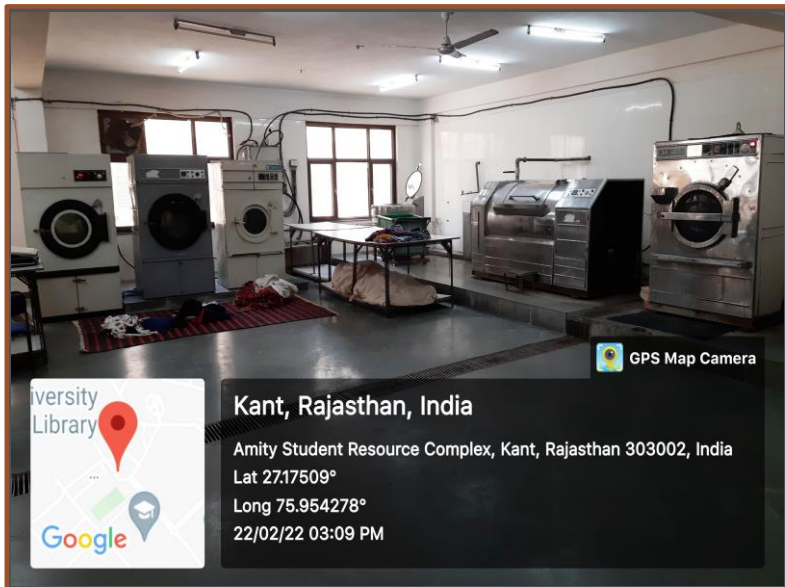 GPS Map Camera
iversity
Library
Google
Kant, Rajasthan, India
Amity Student Resource Complex, Kant, Rajasthan 303002, India
Lat 27.17509°
Long 75.954278°
22/02/22 03:09 PM